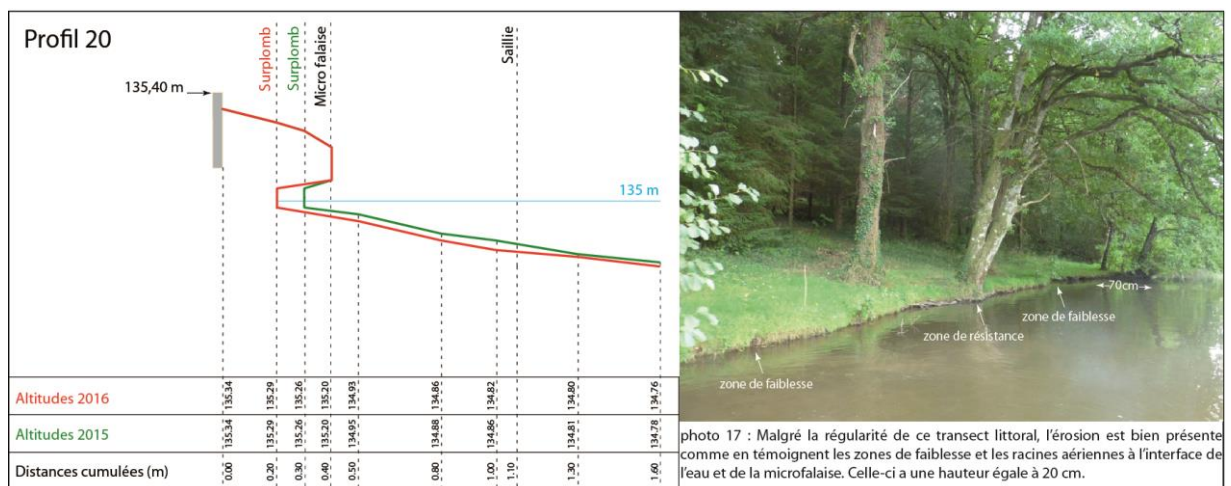 Profil 20
135,40 m
Surplomb
Surplomb
Micro falaise
Saillie
135 m
Altitudes 2016
135.34 135.29 135.26 135.20 134.93 134.86 134.82 134.80 134.76
Altitudes 2015
135.34 135.29 135.26 135.20 134.95 134.88 134.86 134.81 134.78
Distances cumulées (m)
0.00 0.20 0.30 0.40 0.50 0.80 1.00 1.10 1.30 1.60
70cm
zone de faiblesse
zone de résistance
zone de faiblesse
photo 17 : Malgré la régularité de ce transect littoral, l'érosion est bien présente
comme en témoignent les zones de faiblesse et les racines aériennes à l'interface de
l'eau et de la microfalaise. Celle-ci a une hauteur égale à 20 cm.